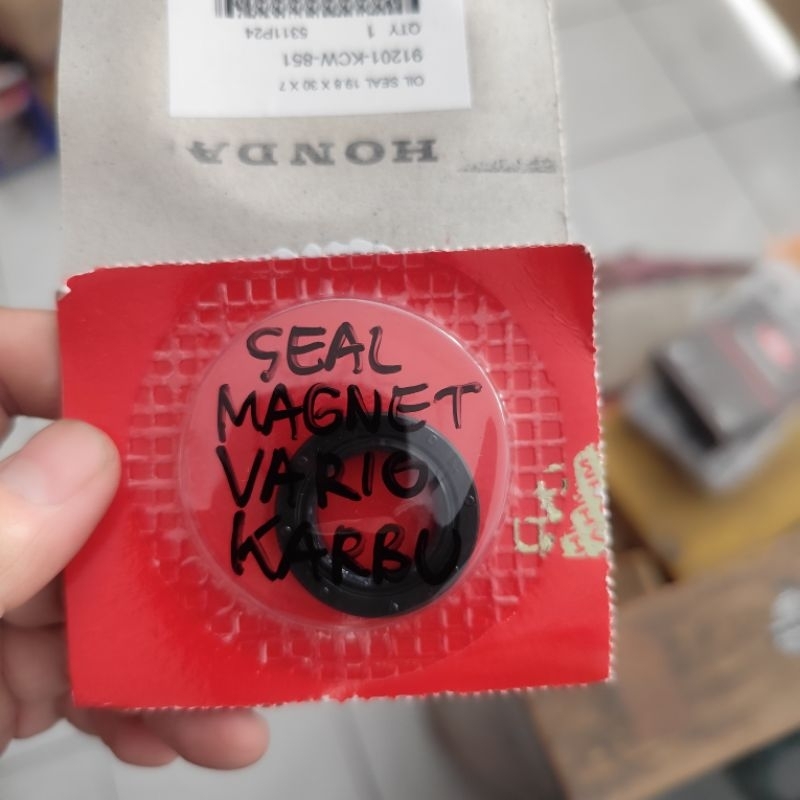 OIL SEAL 19.8 X 30 X 7
91201-KCW-851
QTY 1 5311P24
HONDA
SEAL
MAGNET
VARIO
KARBU